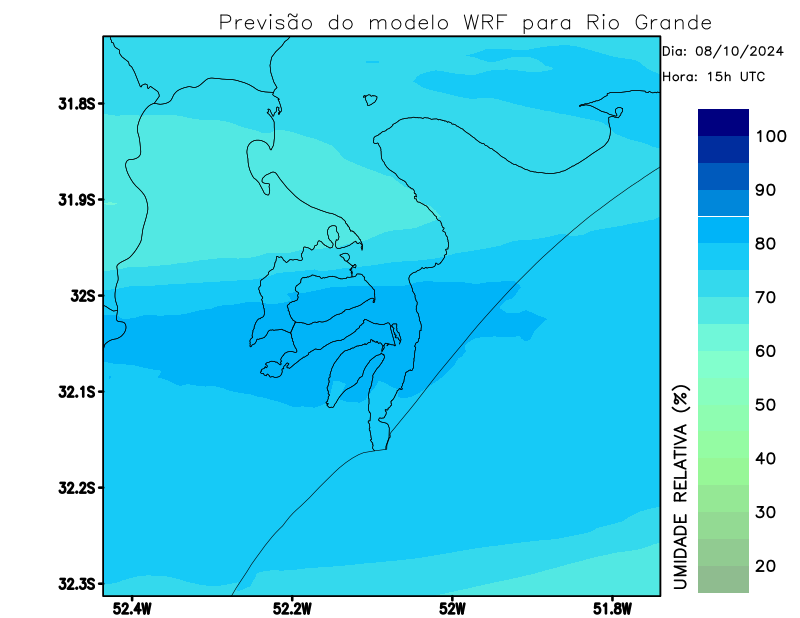 Previsão do modelo WRF para Rio Grande
Dia: 08/10/2024
Hora: 15h UTC
31.8S
31.9S
32S
32.1S
32.2S
32.3S
52.4W
52.2W
52W
51.8W
UMIDADE RELATIVA (%)
100
90
80
70
60
50
40
30
20